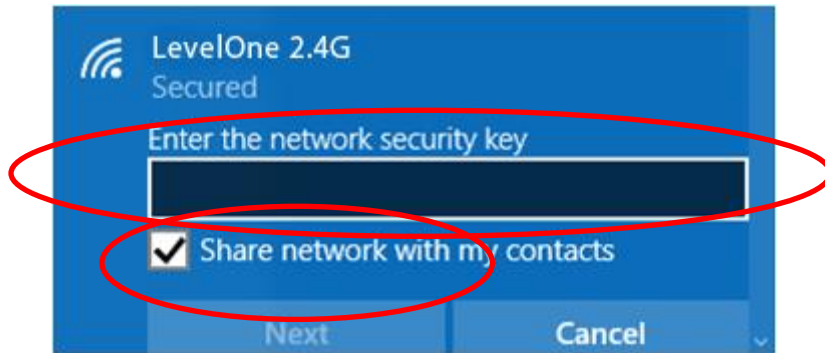 LevelOne 2.4G
Secured
Enter the network security key
Share network with my contacts
Next
Cancel